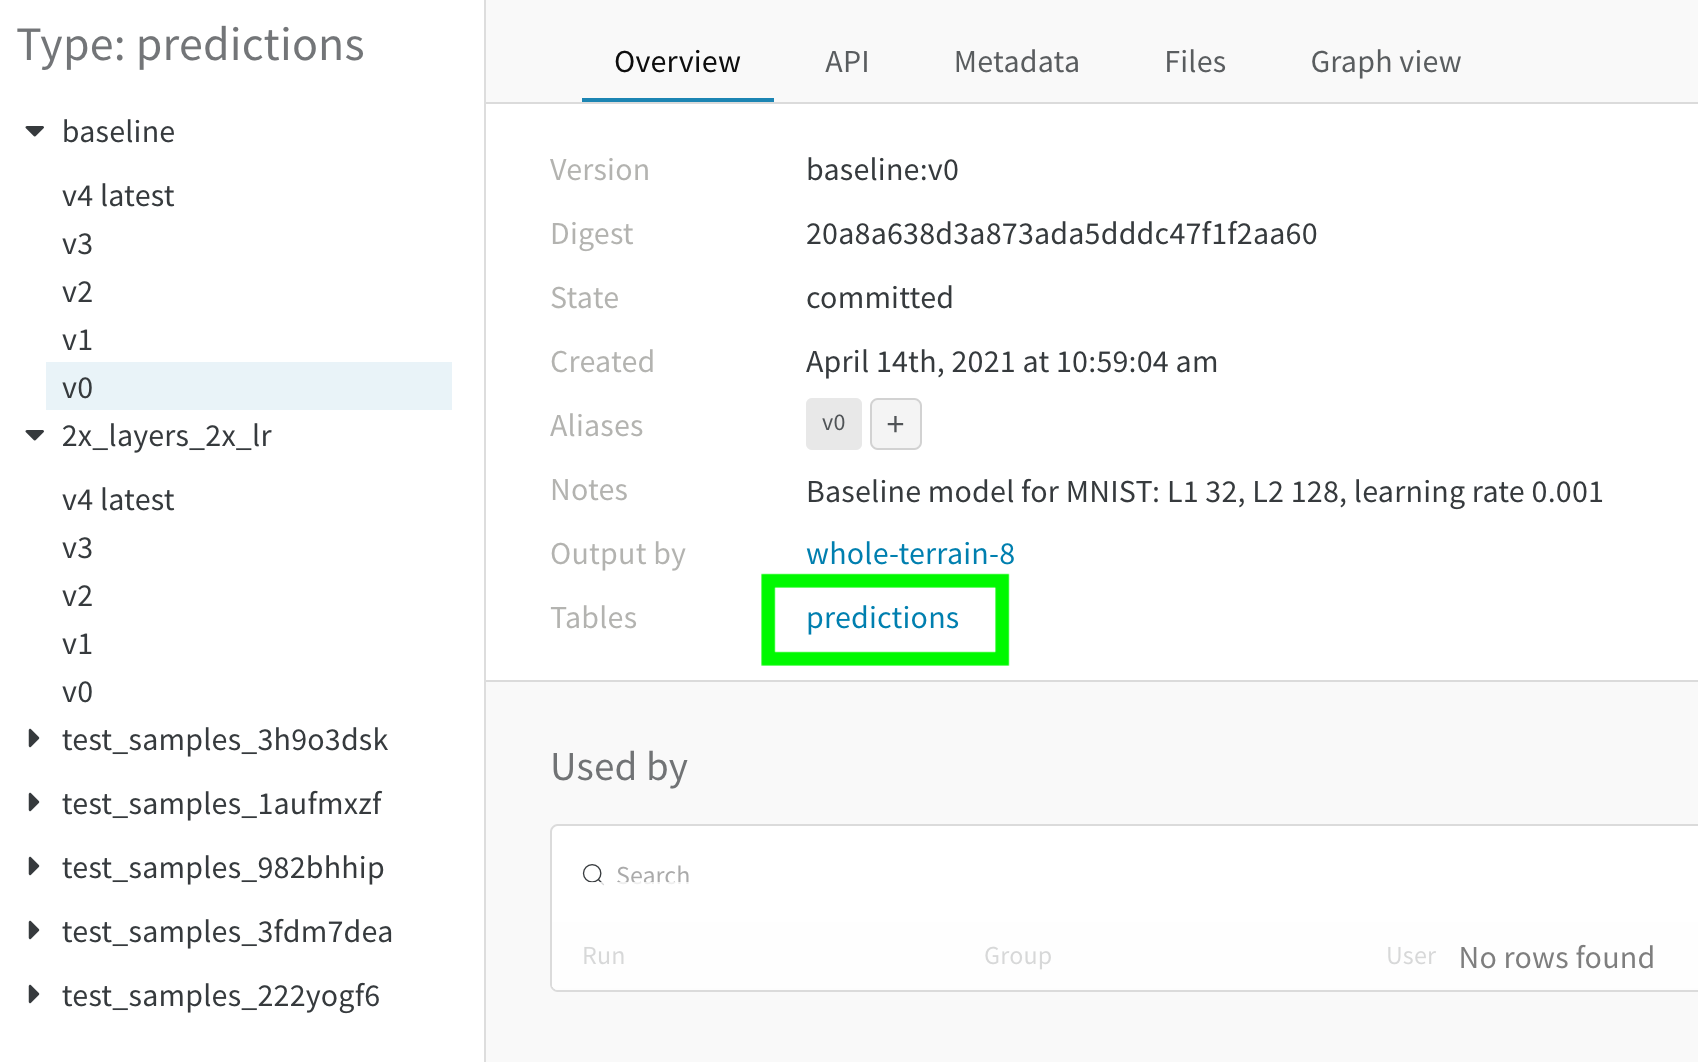 Type: predictions
baseline
v4 latest
v3
v2
v1
v0
2x_layers_2x_lr
v4 latest
v3
v2
v1
v0
test_samples_3h9o3dsk
test_samples_1aufmxzf
test_samples_982bhhip
test_samples_3fdm7dea
test_samples_222yogf6
Overview API Metadata Files Graph view
Version baseline:v0
Digest 20a8a638d3a873ada5dddc47f1f2aa60
State committed
Created April 14th, 2021 at 10:59:04 am
Aliases v0 +
Notes Baseline model for MNIST: L1 32, L2 128, learning rate 0.001
Output by whole-terrain-8
Tables predictions
Used by
Search
Run Group User No rows found